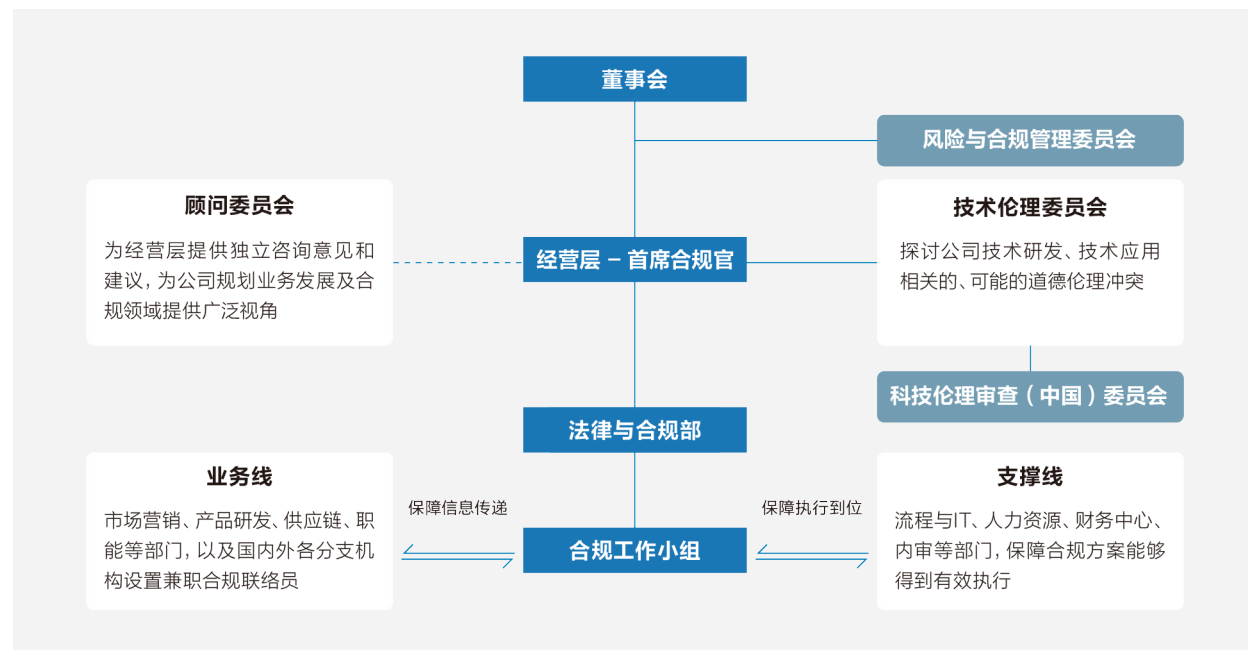 董事会
风险与合规管理委员会
顾问委员会
为经营层提供独立咨询意见和
建议，为公司规划业务发展及合
规领域提供广泛视角
经营层 – 首席合规官
技术伦理委员会
探讨公司技术研发、技术应用
相关的、可能的道德伦理冲突
科技伦理审查（中国）委员会
法律与合规部
业务线
市场营销、产品研发、供应链、职
能等部门，以及国内外各分支机
构设置兼职合规联络员
保障信息传递
合规工作小组
保障执行到位
支撑线
流程与IT、人力资源、财务中心、
内审等部门，保障合规方案能够
得到有效执行